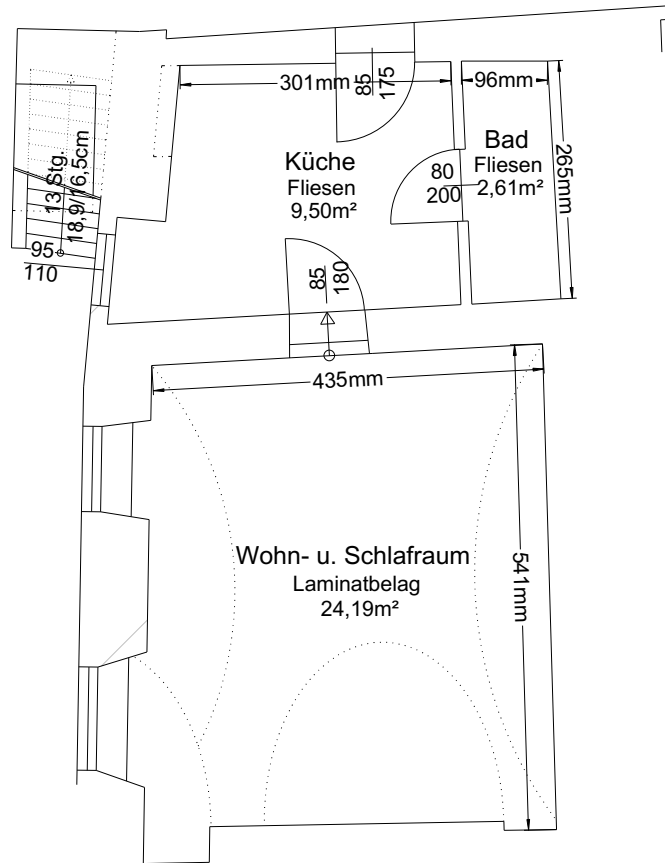 301mm
85
175
96mm
Küche
Fliesen
9,50m²
Bad
Fliesen
2,61m²
265mm
80
200
13 Stg.
18,9/16,5cm
95
110
85
180
435mm
Wohn- u. Schlafraum
Laminatbelag
24,19m²
541mm